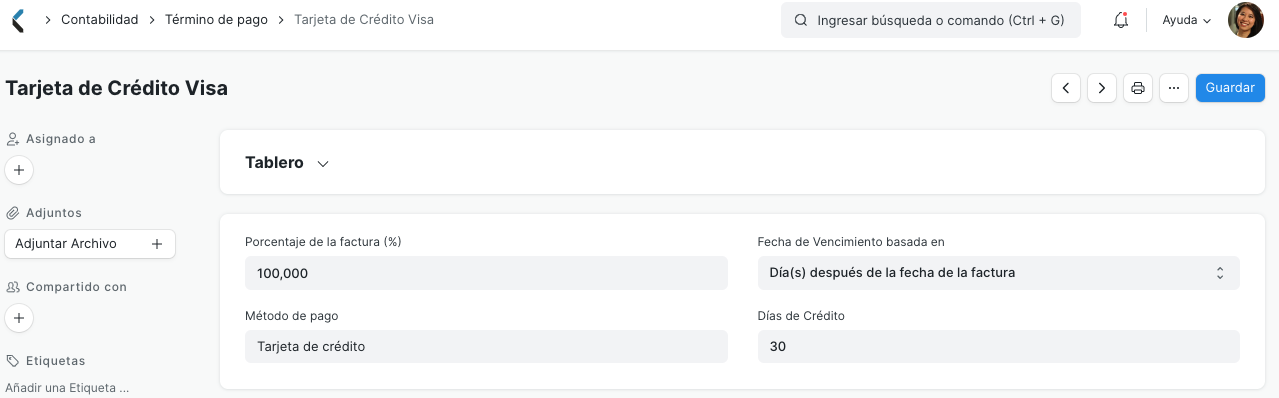 Contabilidad > Término de pago > Tarjeta de Crédito Visa
Ingresar búsqueda o comando (Ctrl + G)
Ayuda
Tarjeta de Crédito Visa
Guardar
Asignado a
Tablero
Adjuntos
Adjuntar Archivo +
Compartido con
Etiquetas
Añadir una Etiqueta ...
Porcentaje de la factura (%)
100,000
Fecha de Vencimiento basada en
Día(s) después de la fecha de la factura
Método de pago
Tarjeta de crédito
Días de Crédito
30